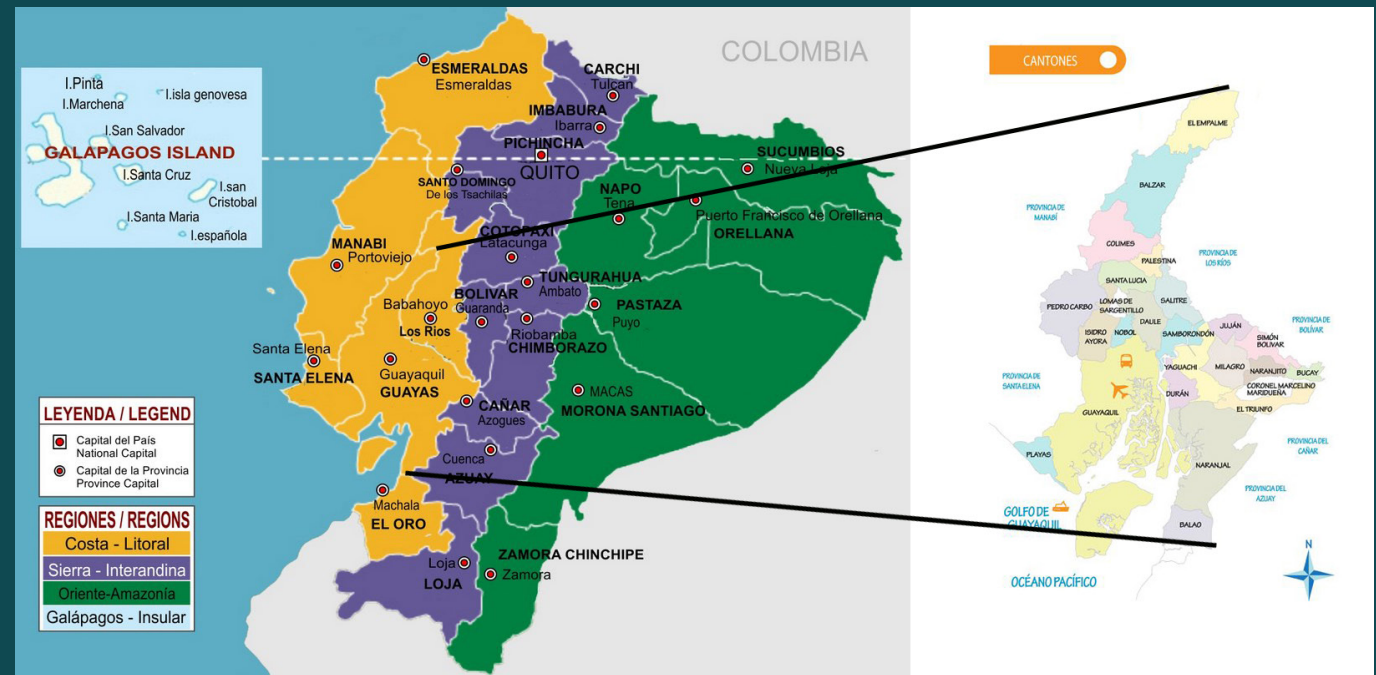 COLOMBIA
I.Pinta
I.Marchena
I.isla genovesa
I.San Salvador
GALAPAGOS ISLAND
I.Santa Cruz
I.san
Cristobal
I.Santa Maria
I.española
ESMERALDAS
Esmeraldas
CARCHI
Tulcan
IMBABURA
Ibarra
PICHINCHA
QUITO
SANTO DOMINGO
De los Tsachilas
SUCUMBIOS
Nueva Loja
NAPO
Tena
Puerto Francisco de Orellana
ORELLANA
COTOPAXI
Latacunga
MANABI
Portoviejo
TUNGURAHUA
Ambato
BOLIVAR
Guaranda
PASTAZA
Puyo
Babahoyo
Los Rios
Riobamba
CHIMBORAZO
Santa Elena
SANTA ELENA
Guayaquil
GUAYAS
MACAS
MORONA SANTIAGO
CAÑAR
Azogues
Cuenca
AZUAY
Machala
EL ORO
ZAMORA CHINCHIPE
Zamora
Loja
LOJA
LEYENDA / LEGEND
Capital del País
National Capital
Capital de la Provincia
Province Capital
REGIONES / REGIONS
Costa - Litoral
Sierra - Interandina
Oriente-Amazonía
Galápagos - Insular
CANTONES
EL EMPALME
BALZAR
PROVINCIA DE
MANABÍ
COLIMES
PROVINCIA DE
LOS RÍOS
PALESTINA
SANTA LUCIA
PEDRO CARBO
LOMAS DE
SARGENTILLO
SALITRE
DAULE
ISIDRO
AYORA
NOBOL
SAMBORONDÓN
JUJÁN
SIMÓN
BOLÍVAR
PROVINCIA DE
BOLÍVAR
YAGUACHI
MILAGRO
NARANJITO
BUCAY
CORONEL MARCELINO
MARIDUEÑA
PROVINCIA DE
SANTA ELENA
DURÁN
EL TRIUNFO
GUAYAQUIL
PLAYAS
NARANJAL
PROVINCIA DEL
CAÑAR
PROVINCIA DEL
AZUAY
GOLFO DE
GUAYAQUIL
BALAO
N
OCÉANO PACÍFICO